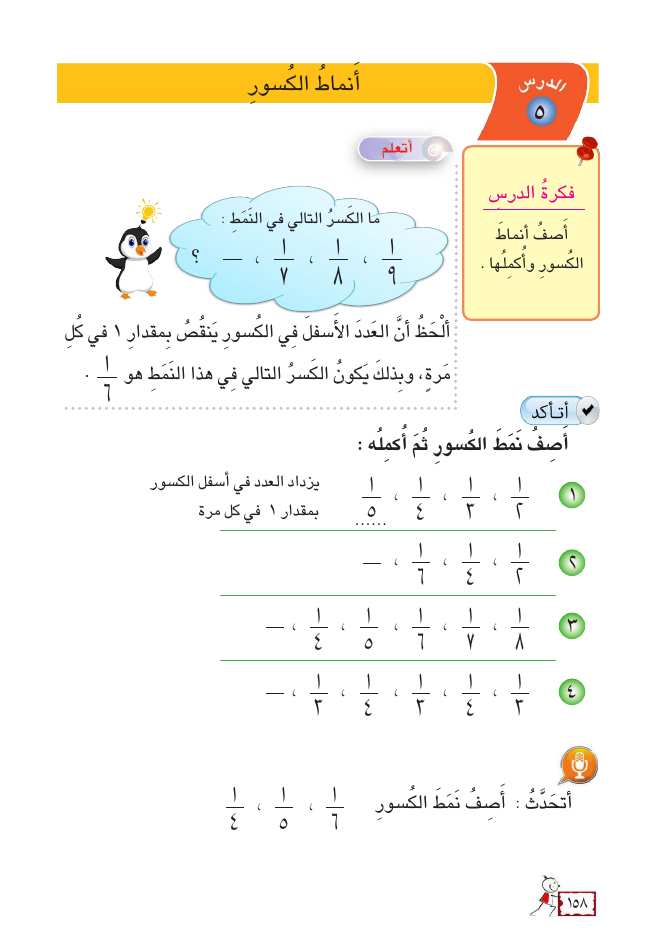 الدرس
٥
أَنماطُ الكُسورِ
فكرةُ الدرسِ
أَصفُ أنماطَ
الكُسورِ وأُكملُها .
أتعلم
مَا الكَسرُ التالي في النَمَطِ :
١/٩ ، ١/٨ ، ١/٧ ، — ؟
ألْحَظُ أنَّ العَددَ الأَسفلَ فِي الكُسورِ يَنقُصُ بِمقدارِ ١ في كُلِ
مَرةٍ، وبِذلكَ يَكونُ الكَسرُ التالي فِي هذا النَمَطِ هو ١/٦ .
أتـأكد
أَصِفُ نَمَطَ الكُسورِ ثُمَ أُكمِلُه :
١ ١/٢ ، ١/٣ ، ١/٤ ، ١/٥ ......
يزداد العدد في أسفل الكسور
بمقدار ١ في كل مرة
٢ ١/٢ ، ١/٤ ، ١/٦ ، —
٣ ١/٨ ، ١/٧ ، ١/٦ ، ١/٥ ، ١/٤ ، —
٤ ١/٣ ، ١/٤ ، ١/٣ ، ١/٤ ، ١/٣ ، —
أتحَدَّثُ : أَصِفُ نَمَطَ الكُسورِ ١/٦ ، ١/٥ ، ١/٤
١٥٨